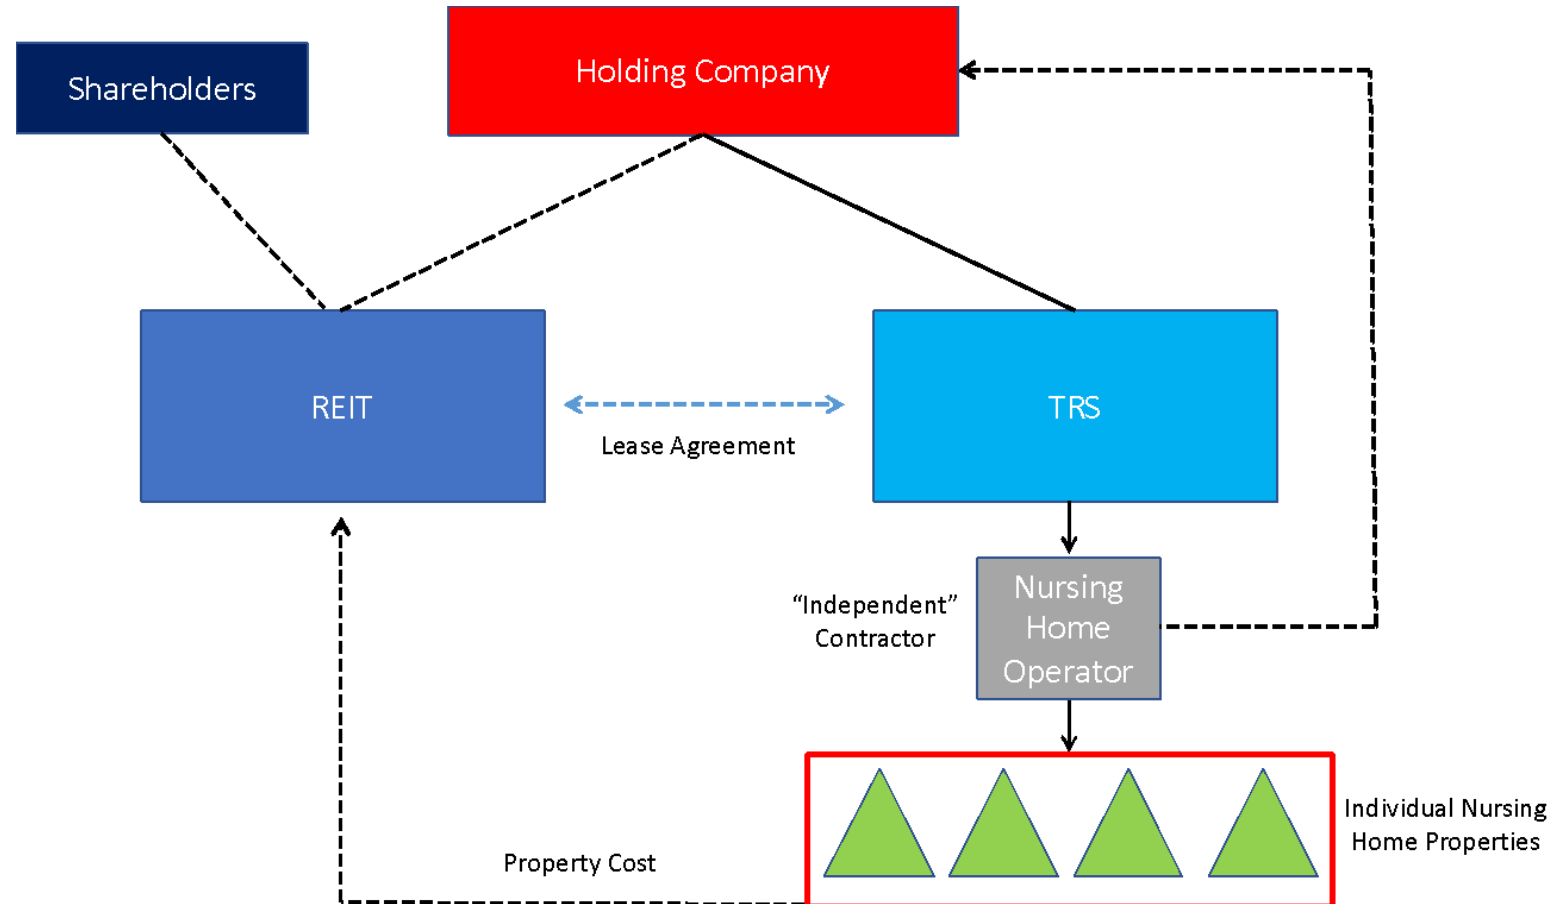 Shareholders
Holding Company
REIT
TRS
Lease Agreement
“Independent”
Contractor
Nursing
Home
Operator
Individual Nursing
Home Properties
Property Cost